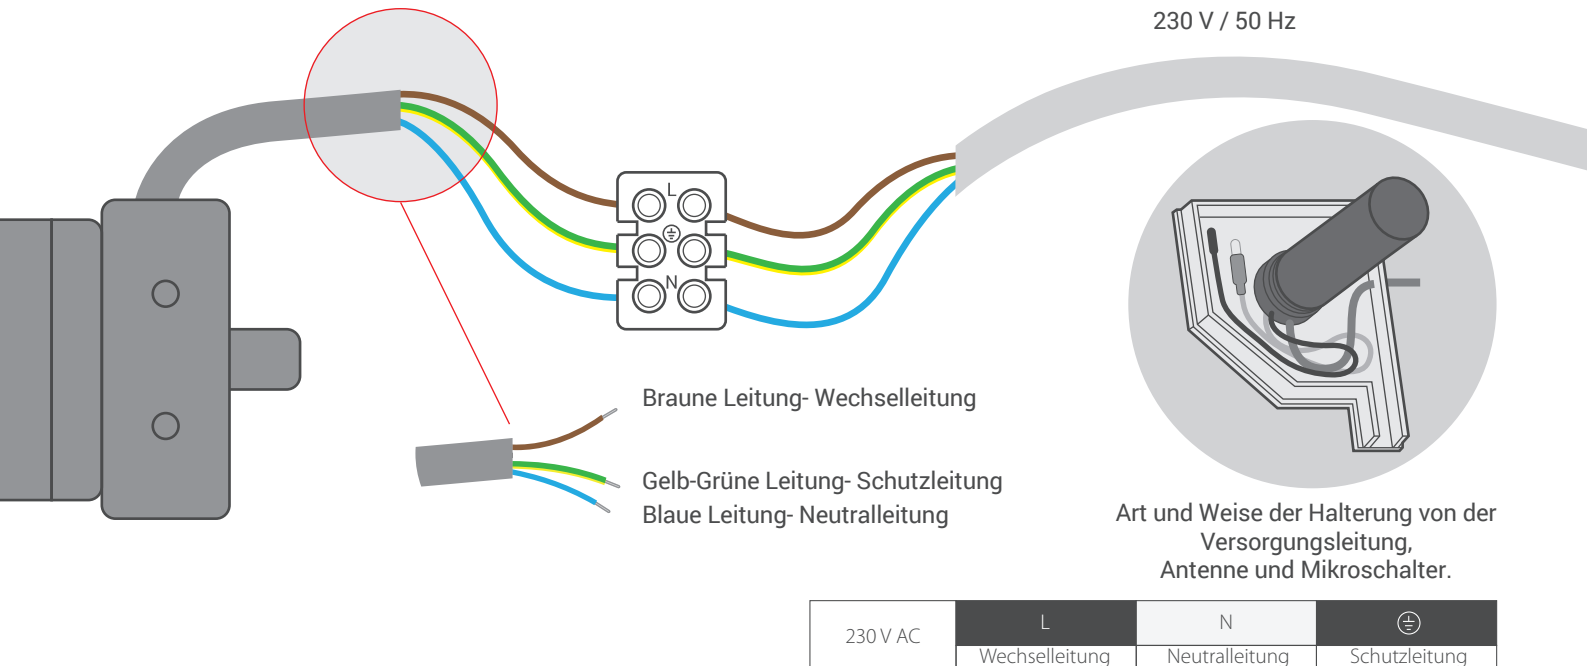 230 V / 50 Hz
L
N
Braune Leitung- Wechselleitung
Gelb-Grüne Leitung- Schutzleitung
Blaue Leitung- Neutralleitung
Art und Weise der Halterung von der
Versorgungsleitung,
Antenne und Mikroschalter.
230 V AC
L
N
Wechselleitung
Neutralleitung
Schutzleitung